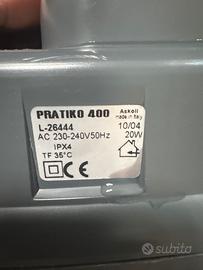 PRATIKO 400
Askoll
made in Italy
L-26444
10/04
AC 230-240V50Hz
20W
IPX4
TF 35°C
CE
subito